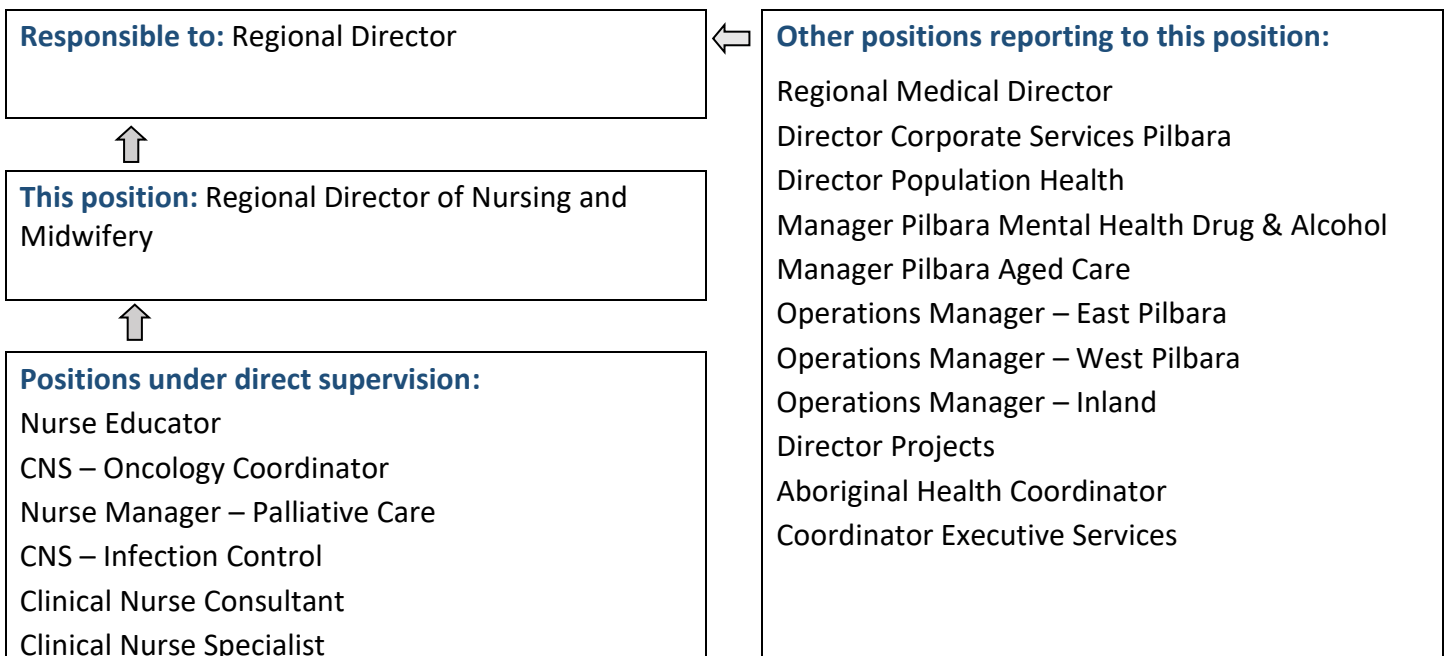 Responsible to: Regional Director
This position: Regional Director of Nursing and
Midwifery
Positions under direct supervision:
Nurse Educator
CNS – Oncology Coordinator
Nurse Manager – Palliative Care
CNS – Infection Control
Clinical Nurse Consultant
Clinical Nurse Specialist
Other positions reporting to this position:
Regional Medical Director
Director Corporate Services Pilbara
Director Population Health
Manager Pilbara Mental Health Drug & Alcohol
Manager Pilbara Aged Care
Operations Manager – East Pilbara
Operations Manager – West Pilbara
Operations Manager – Inland
Director Projects
Aboriginal Health Coordinator
Coordinator Executive Services